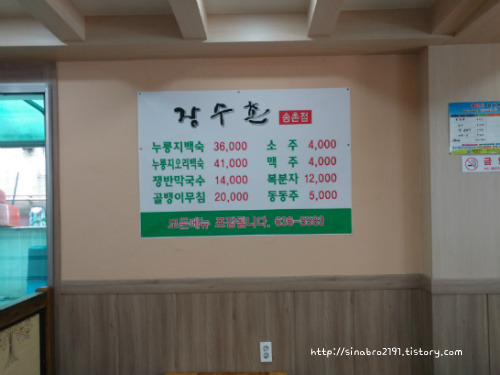 장수촌 송촌점
누룽지백숙 36,000 소 주 4,000
누룽지오리백숙 41,000 맥 주 4,000
쟁반막국수 14,000 복분자 12,000
골뱅이무침 20,000 동동주 5,000
모든메뉴 포장됩니다.
금
http://sinabro2191.tistory.com/